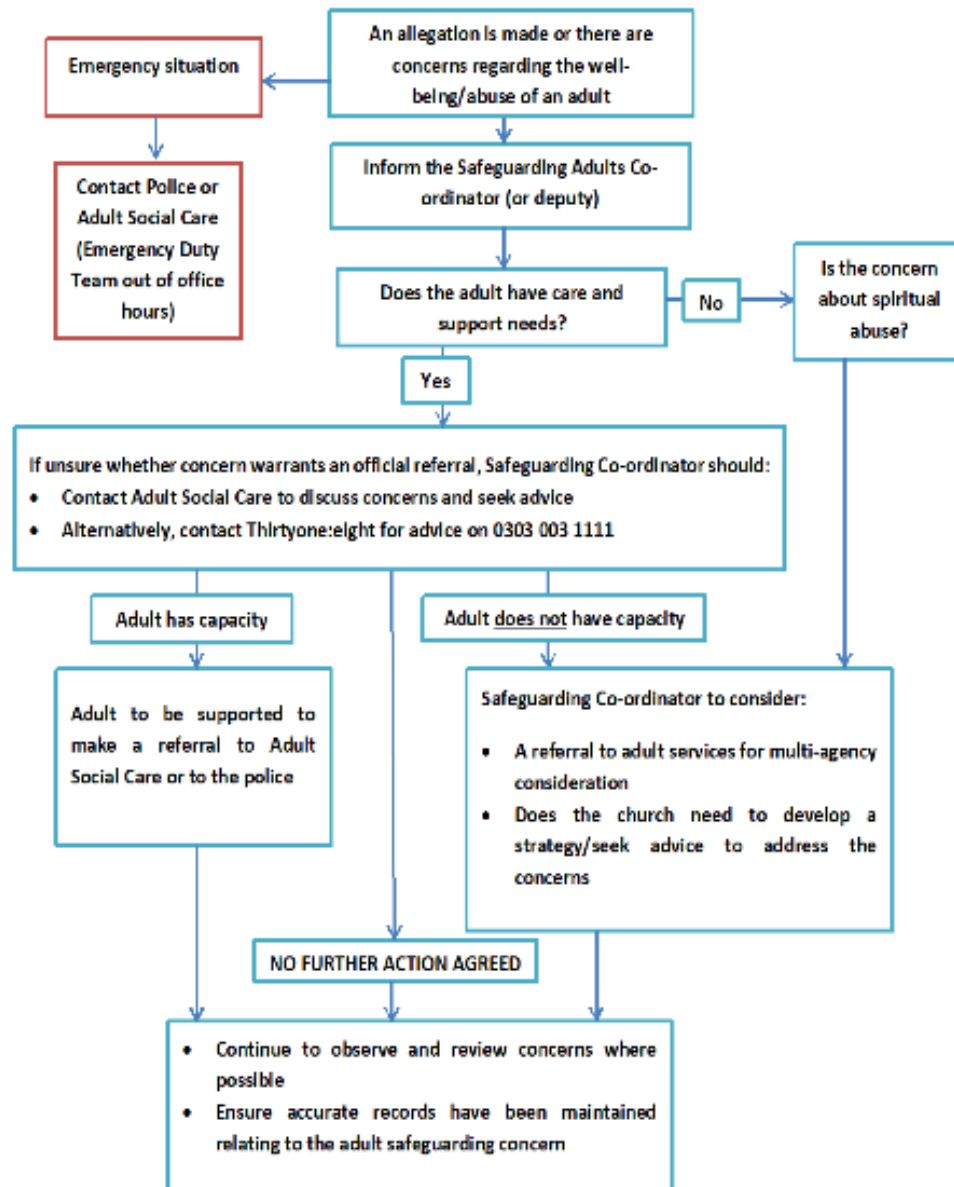 An allegation is made or there are
concerns regarding the well-
being/abuse of an adult
Emergency situation
Contact Police or
Adult Social Care
(Emergency Duty
Team out of office
hours)
Inform the Safeguarding Adults Co-
ordinator (or deputy)
Does the adult have care and
support needs?
No
Is the concern
about spiritual
abuse?
Yes
If unsure whether concern warrants an official referral, Safeguarding Co-ordinator should:
• Contact Adult Social Care to discuss concerns and seek advice
• Alternatively, contact Thirtyone:eight for advice on 0303 003 1111
Adult has capacity
Adult does not have capacity
Adult to be supported to
make a referral to Adult
Social Care or to the police
Safeguarding Co-ordinator to consider:
• A referral to adult services for multi-agency
consideration
• Does the church need to develop a
strategy/seek advice to address the
concerns
NO FURTHER ACTION AGREED
• Continue to observe and review concerns where
possible
• Ensure accurate records have been maintained
relating to the adult safeguarding concern